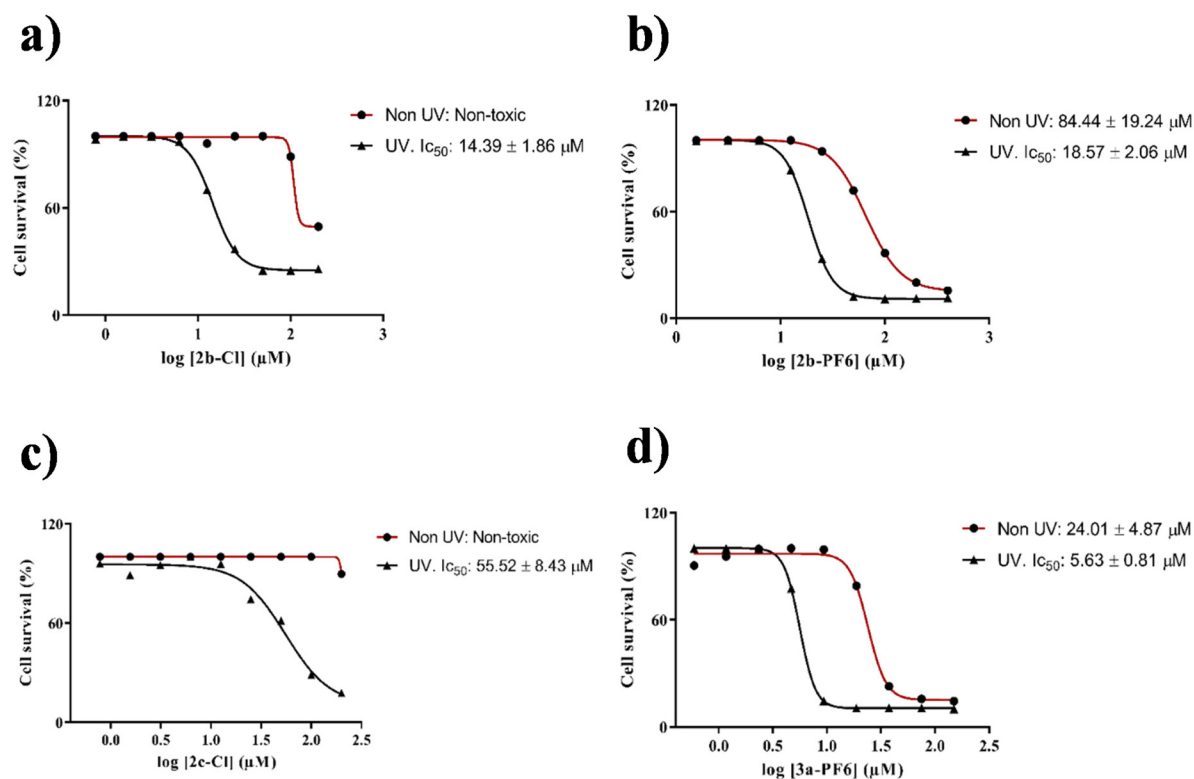 a)
120
60
0
Cell survival (%)
0
1
2
3
log [2b-Cl] (µM)
Non UV: Non-toxic
UV. Ic₅₀: 14.39 ± 1.86 µM
b)
120
60
0
Cell survival (%)
0
1
2
3
log [2b-PF6] (µM)
Non UV: 84.44 ± 19.24 µM
UV. Ic₅₀: 18.57 ± 2.06 µM
c)
120
60
0
Cell survival (%)
0.0
0.5
1.0
1.5
2.0
2.5
log [2c-Cl] (µM)
Non UV: Non-toxic
UV. Ic₅₀: 55.52 ± 8.43 µM
d)
120
60
0
Cell survival (%)
0.0
0.5
1.0
1.5
2.0
2.5
log [3a-PF6] (µM)
Non UV: 24.01 ± 4.87 µM
UV. Ic₅₀: 5.63 ± 0.81 µM